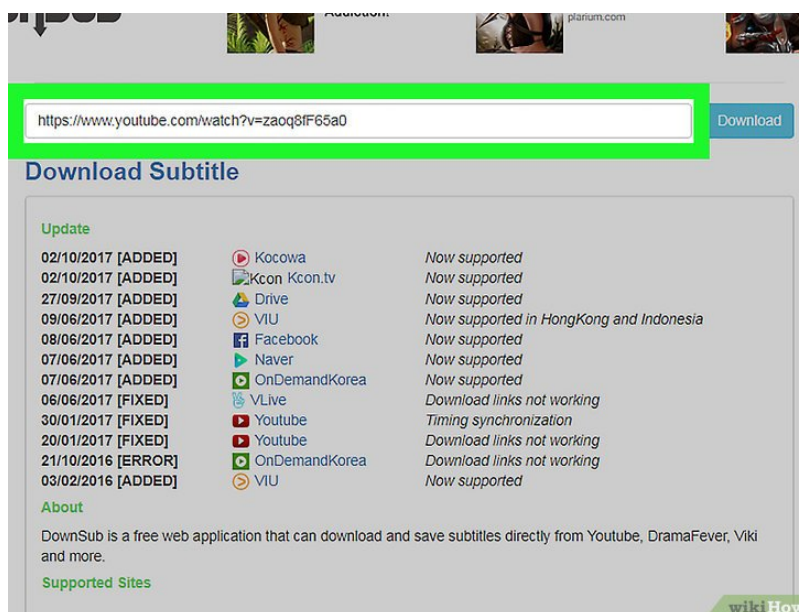 Addiction!
plarium.com
https://www.youtube.com/watch?v=zaoq8fF65a0
Download
Download Subtitle
Update
02/10/2017 [ADDED] Kocowa Now supported
02/10/2017 [ADDED] Kcon Kcon.tv Now supported
27/09/2017 [ADDED] Drive Now supported
09/06/2017 [ADDED] VIU Now supported in HongKong and Indonesia
08/06/2017 [ADDED] Facebook Now supported
07/06/2017 [ADDED] Naver Now supported
07/06/2017 [ADDED] OnDemandKorea Now supported
06/06/2017 [FIXED] VLive Download links not working
30/01/2017 [FIXED] Youtube Timing synchronization
20/01/2017 [FIXED] Youtube Download links not working
21/10/2016 [ERROR] OnDemandKorea Download links not working
03/02/2016 [ADDED] VIU Now supported
About
DownSub is a free web application that can download and save subtitles directly from Youtube, DramaFever, Viki
and more.
Supported Sites